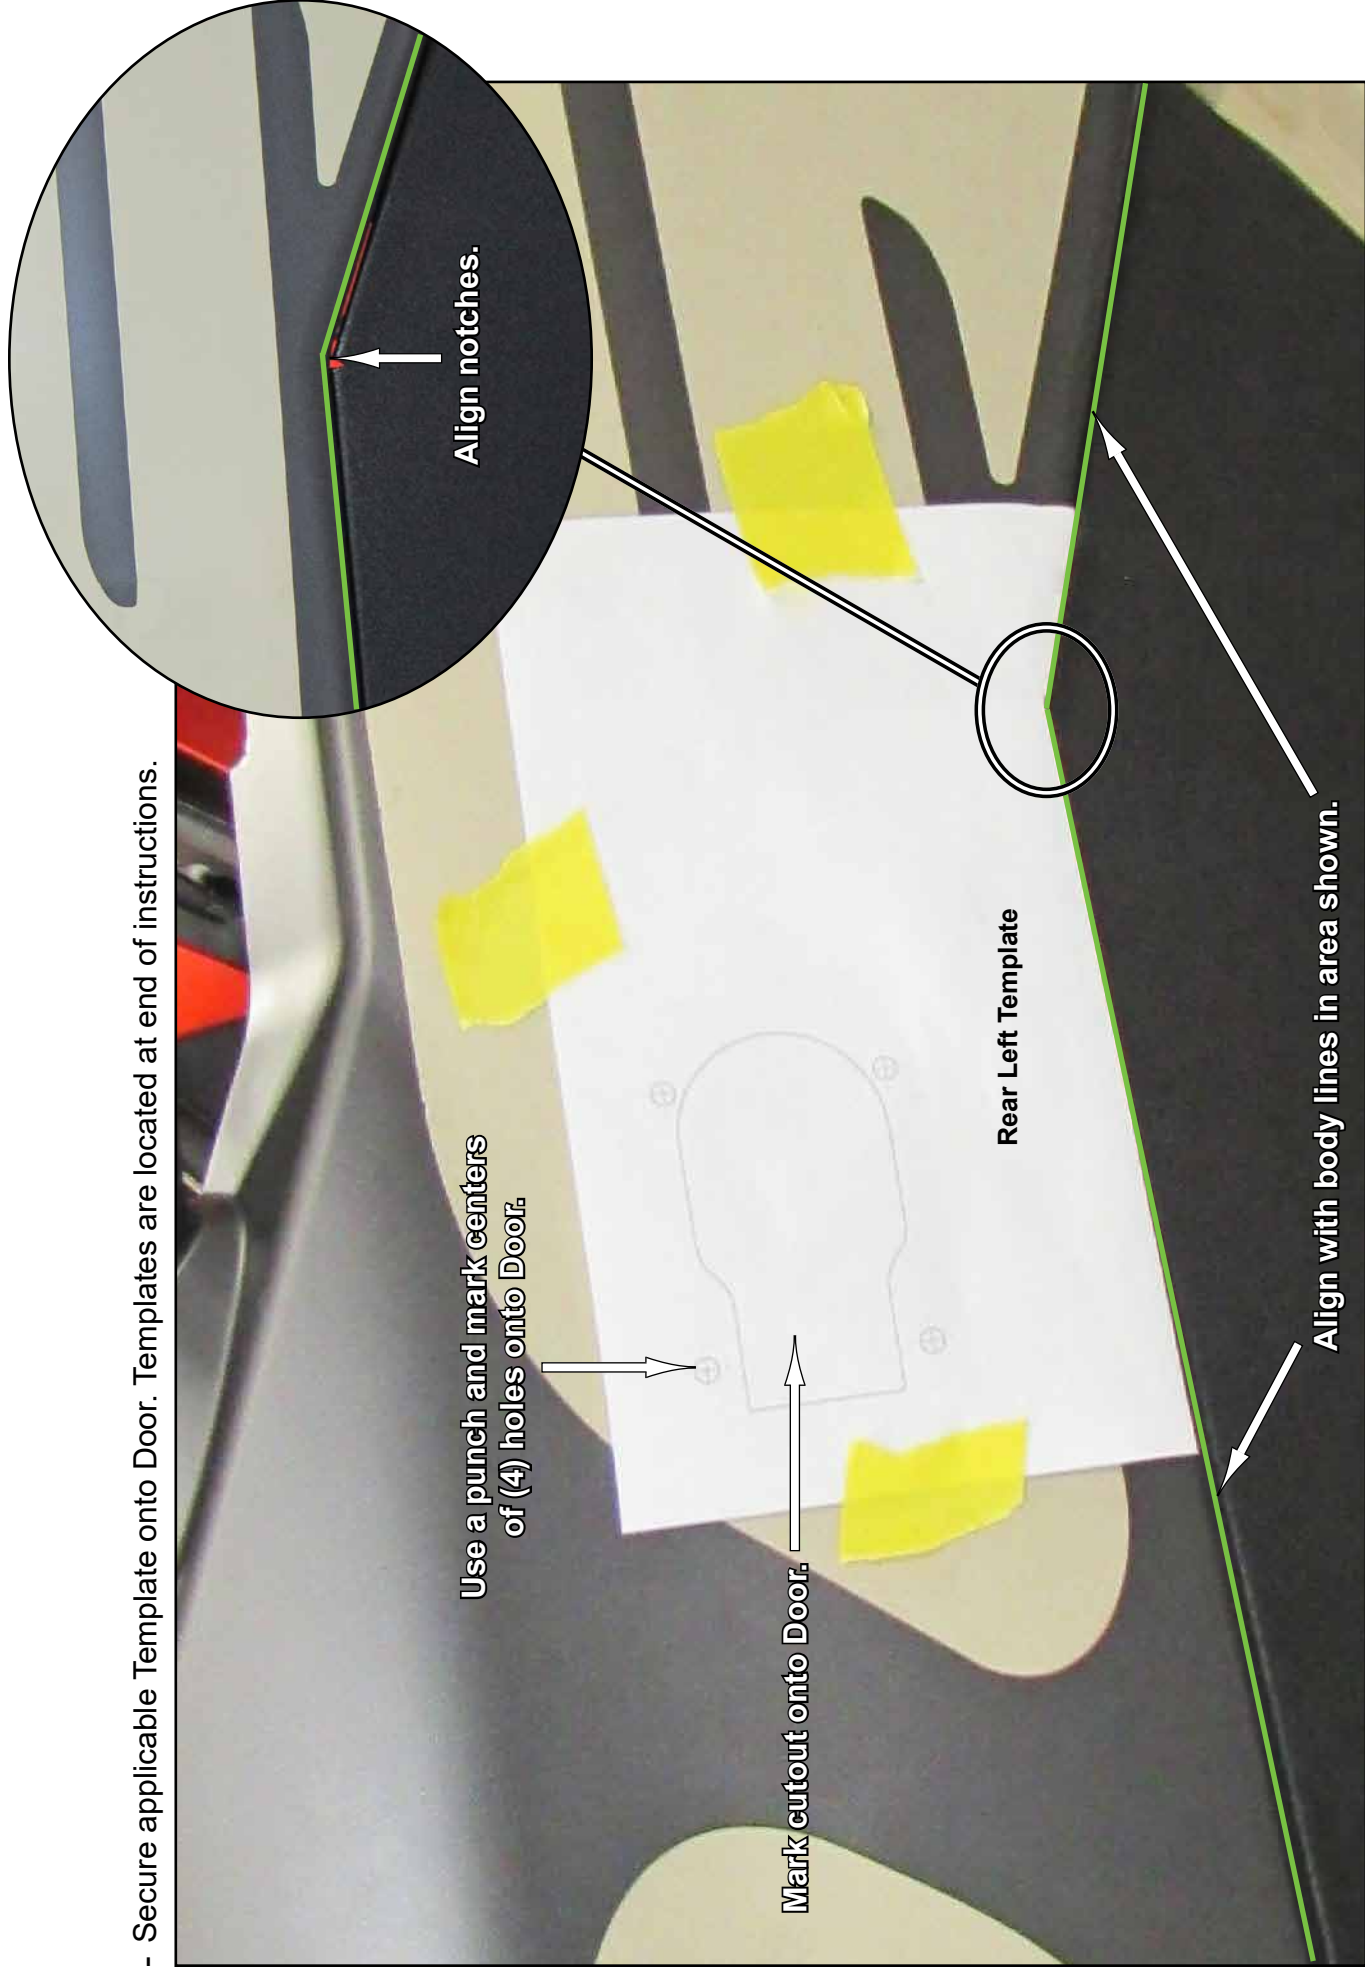 - Secure applicable Template onto Door. Templates are located at end of instructions.
Align notches.
Use a punch and mark centers
of (4) holes onto Door.
Mark cutout onto Door.
Rear Left Template
Align with body lines in area shown.